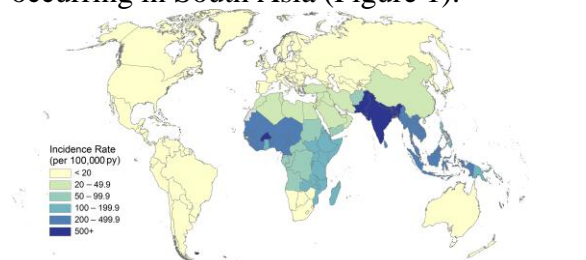 occurring in South Asia (Figure 1).
Incidence Rate
(per 100,000 py)
< 20
20 – 49.9
50 – 99.9
100 – 199.9
200 – 499.9
500+